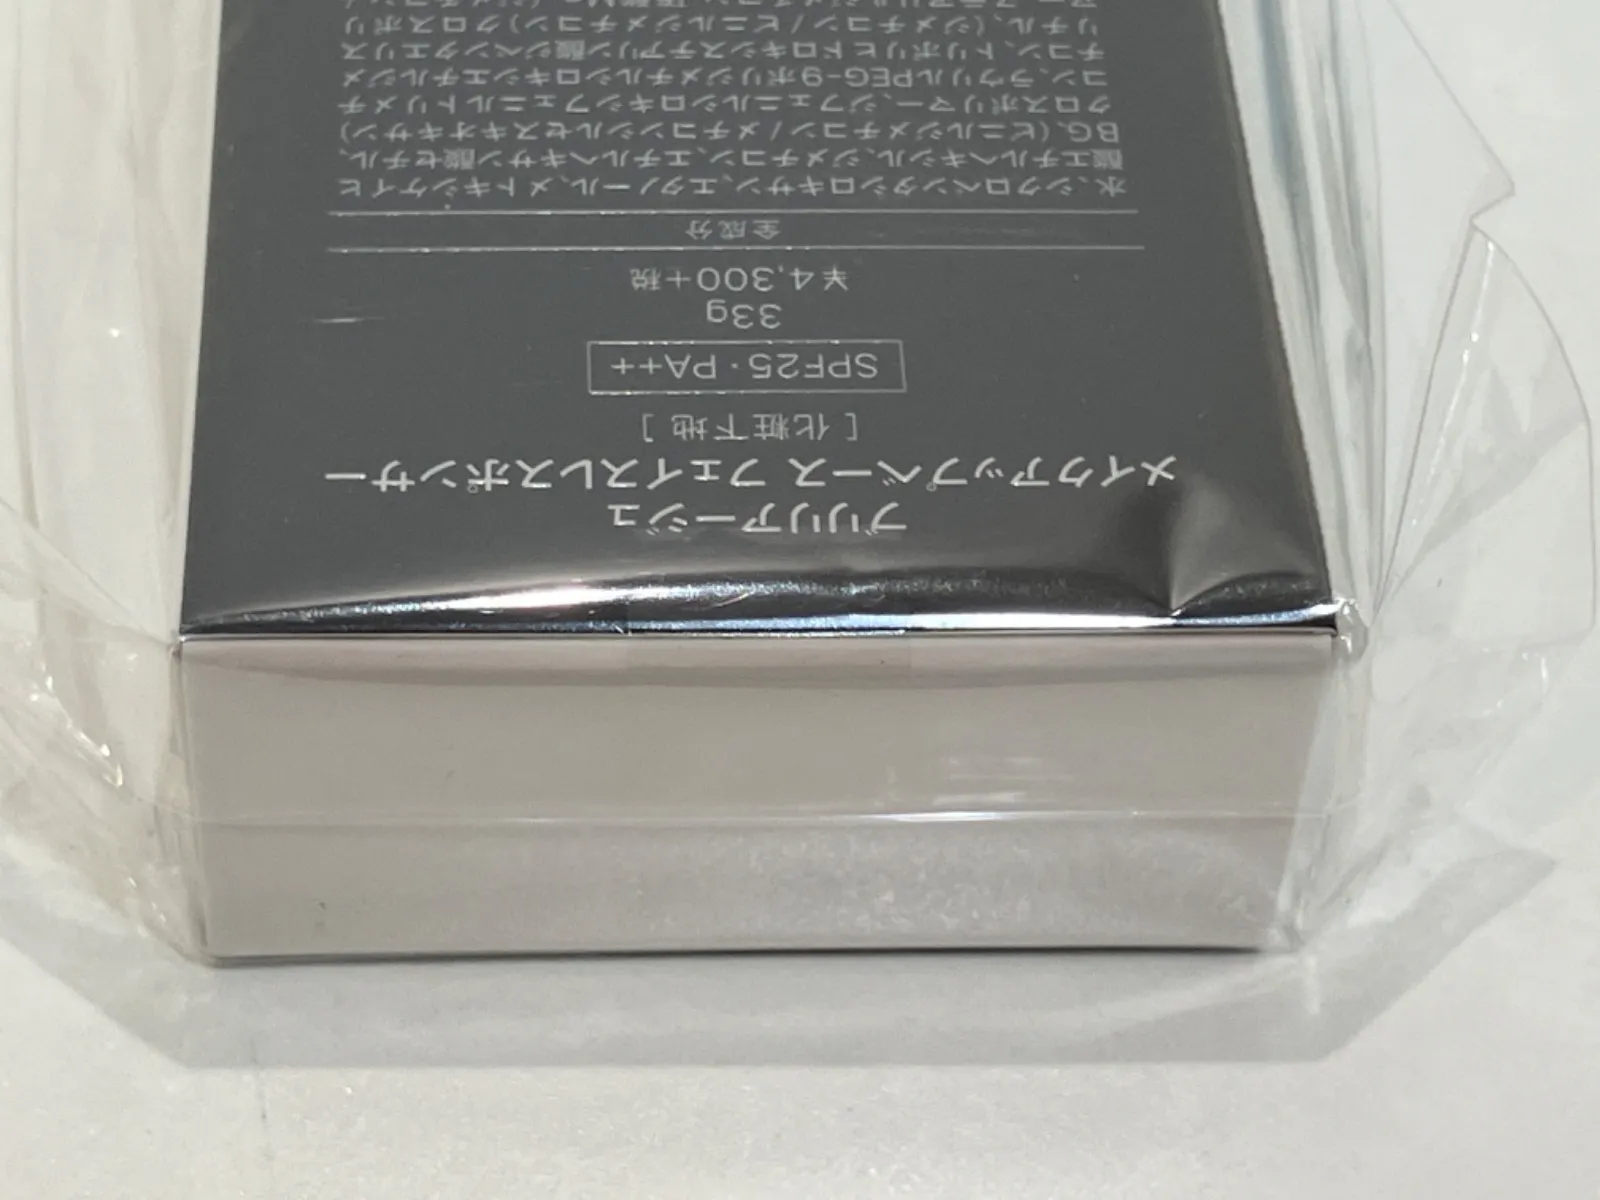 ブリリアージュ
メイクアップベース フェイスレスポンサー
[ 化粧下地 ]
SPF25・PA++
33g
¥4,300+税
全成分
水、シクロペンタシロキサン、エタノール、メトキシケイヒ
酸エチルヘキシル、ジメチコン、エチルヘキサン酸セチル、
BG、(ビニルジメチコン/メチコンシルセスキオキサン)
クロスポリマー、ジフェニルシロキシフェニルトリメチ
コン、ラウリルPEG-9ポリジメチルシロキシエチルジメ
チコン、トリポリヒドロキシステアリン酸ジペンタエリス
リチル、(ジメチコン/ビニルジメチコン)クロスポリ